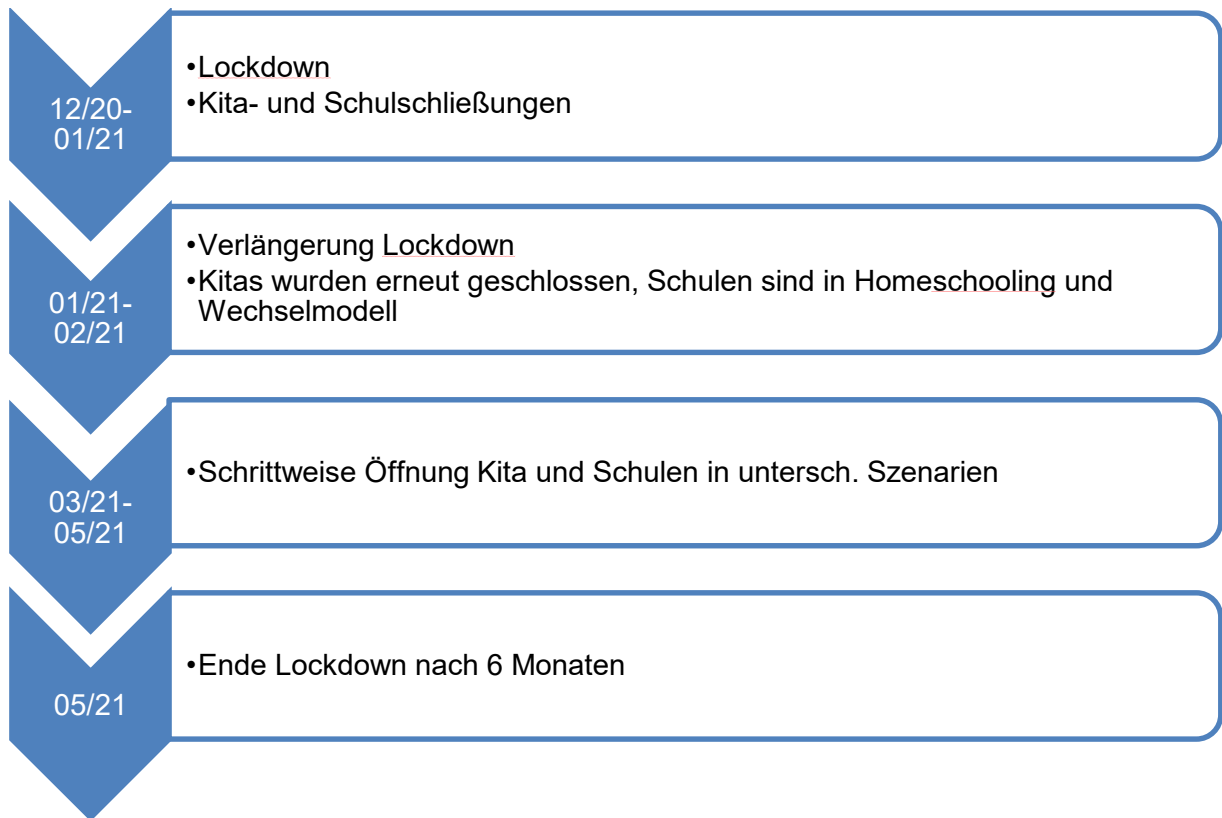 12/20-
01/21
•Lockdown
•Kita- und Schulschließungen
01/21-
02/21
•Verlängerung Lockdown
•Kitas wurden erneut geschlossen, Schulen sind in Homeschooling und
Wechselmodell
03/21-
05/21
•Schrittweise Öffnung Kita und Schulen in untersch. Szenarien
05/21
•Ende Lockdown nach 6 Monaten